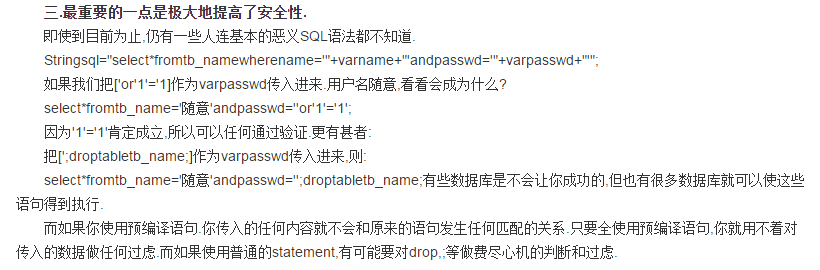 三.最重要的一点是极大地提高了安全性.
即使到目前为止,仍有一些人连基本的恶义SQL语法都不知道.
Stringsql="select*fromtb_namewherename='"+varname+"'andpasswd='"+varpasswd+"'";
如果我们把['or'1'='1]作为varpasswd传入进来.用户名随意,看看会成为什么?
select*fromtb_name='随意'andpasswd=''or'1'='1';
因为'1'='1'肯定成立,所以可以任何通过验证.更有甚者:
把[';droptabletb_name;]作为varpasswd传入进来,则:
select*fromtb_name='随意'andpasswd='';droptabletb_name;有些数据库是不会让你成功的,但也有很多数据库就可以使这些
语句得到执行.
而如果你使用预编译语句.你传入的任何内容就不会和原来的语句发生任何匹配的关系.只要全使用预编译语句,你就用不着对
传入的数据做任何过虑.而如果使用普通的statement,有可能要对drop,;等做费尽心机的判断和过虑.